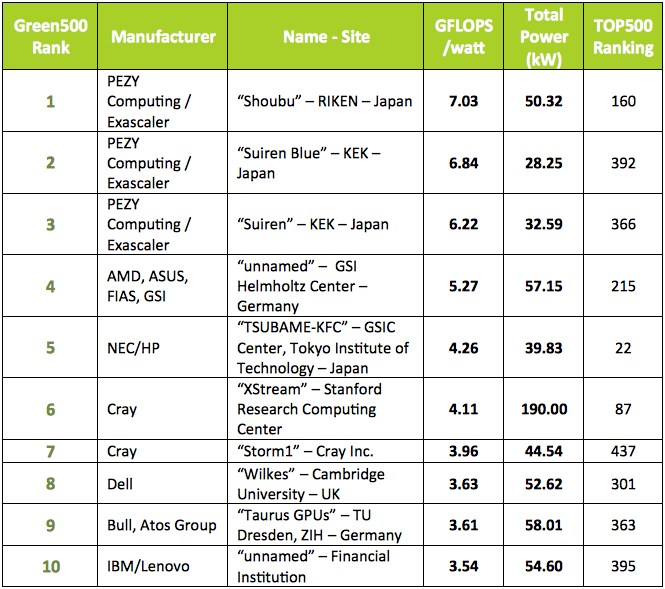 Green500 Rank Manufacturer Name - Site GFLOPS /watt Total Power (kW) TOP500 Ranking
1 PEZY Computing / Exascaler “Shoubu” – RIKEN – Japan 7.03 50.32 160
2 PEZY Computing / Exascaler “Suiren Blue” – KEK – Japan 6.84 28.25 392
3 PEZY Computing / Exascaler “Suiren” – KEK – Japan 6.22 32.59 366
4 AMD, ASUS, FIAS, GSI “unnamed” – GSI Helmholtz Center – Germany 5.27 57.15 215
5 NEC/HP “TSUBAME-KFC” – GSIC Center, Tokyo Institute of Technology – Japan 4.26 39.83 22
6 Cray “XStream” – Stanford Research Computing Center 4.11 190.00 87
7 Cray “Storm1” – Cray Inc. 3.96 44.54 437
8 Dell “Wilkes” – Cambridge University – UK 3.63 52.62 301
9 Bull, Atos Group “Taurus GPUs” – TU Dresden, ZIH – Germany 3.61 58.01 363
10 IBM/Lenovo “unnamed” – Financial Institution 3.54 54.60 395